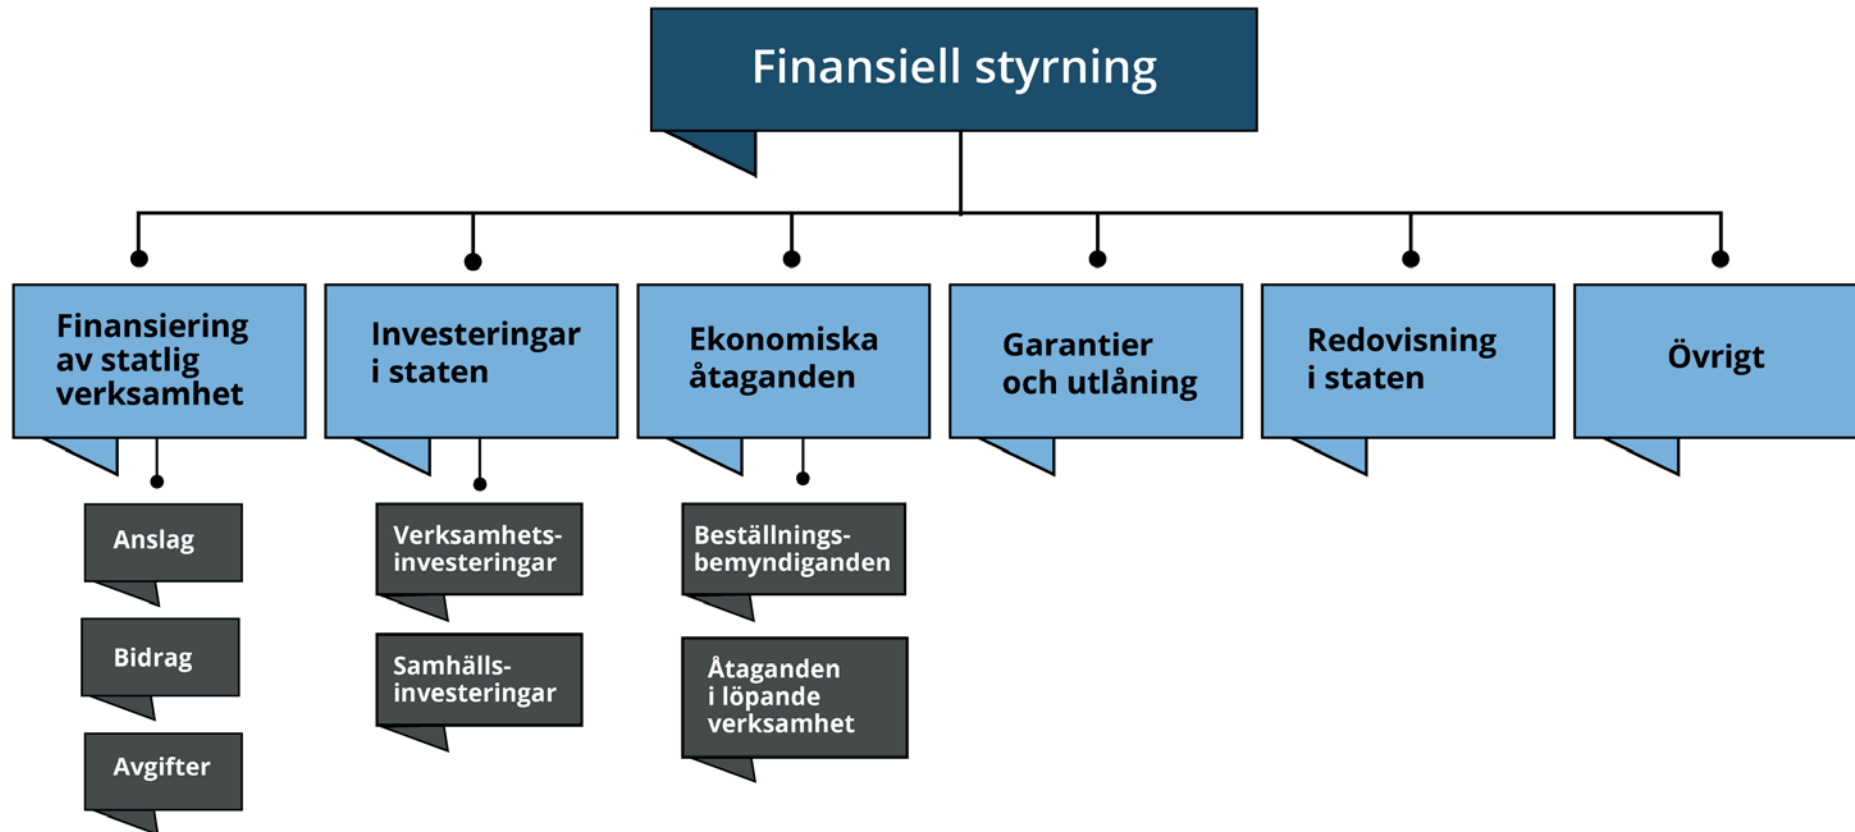 Finansiell styrning
Finansiering
av statlig
verksamhet
Investeringar
i staten
Ekonomiska
åtaganden
Garantier
och utlåning
Redovisning
i staten
Övrigt
Anslag
Bidrag
Avgifter
Verksamhets-
investeringar
Samhälls-
investeringar
Beställnings-
bemyndiganden
Åtaganden
i löpande
verksamhet